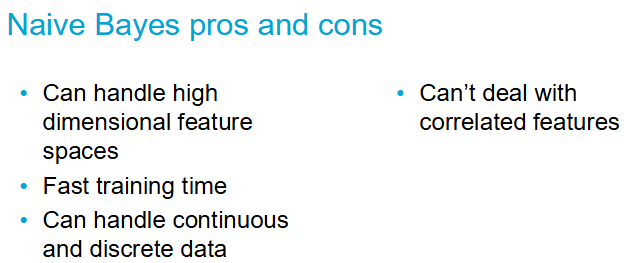 Naive Bayes pros and cons
• Can handle high
dimensional feature
spaces
• Fast training time
• Can handle continuous
and discrete data
• Can’t deal with
correlated features